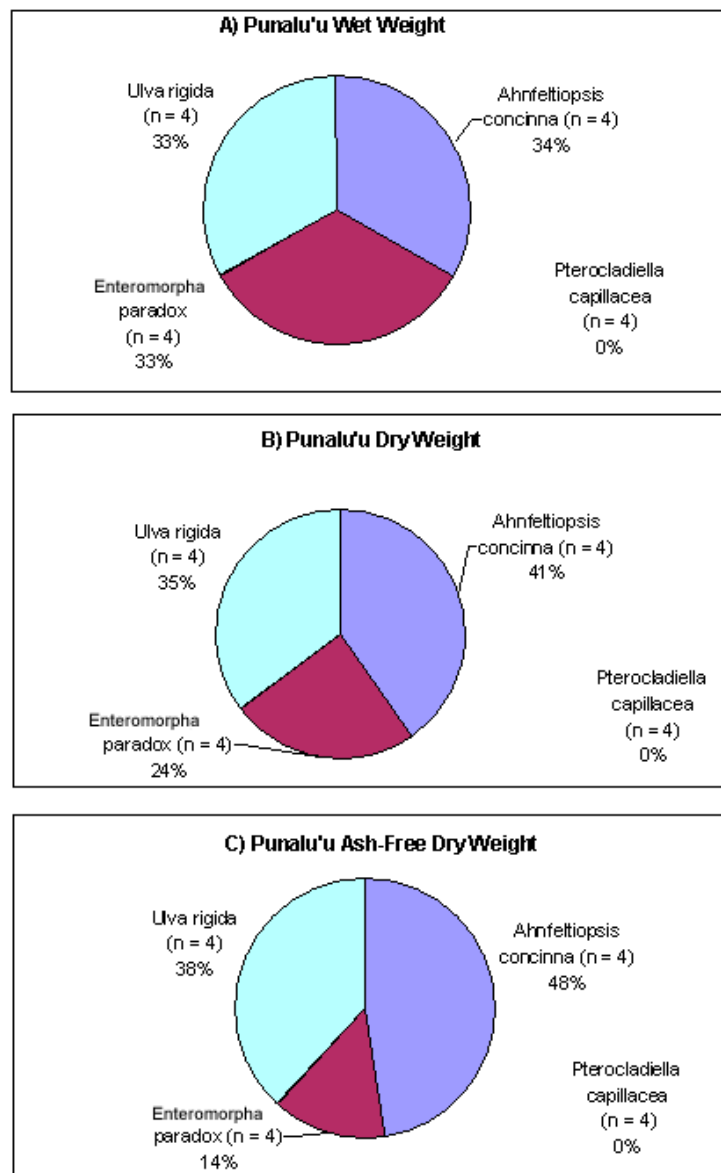 A) Punalu'u Wet Weight
Ulva rigida
(n = 4)
33%
Ahnfeltiopsis
concinna (n = 4)
34%
Pterocladiella
capillacea
(n = 4)
0%
Enteromorpha
paradox
(n = 4)
33%
B) Punalu'u Dry Weight
Ulva rigida
(n = 4)
35%
Ahnfeltiopsis
concinna (n = 4)
41%
Pterocladiella
capillacea
(n = 4)
0%
Enteromorpha
paradox (n = 4)
24%
C) Punalu'u Ash-Free Dry Weight
Ulva rigida
(n = 4)
38%
Ahnfeltiopsis
concinna (n = 4)
48%
Pterocladiella
capillacea
(n = 4)
0%
Enteromorpha
paradox (n = 4)
14%